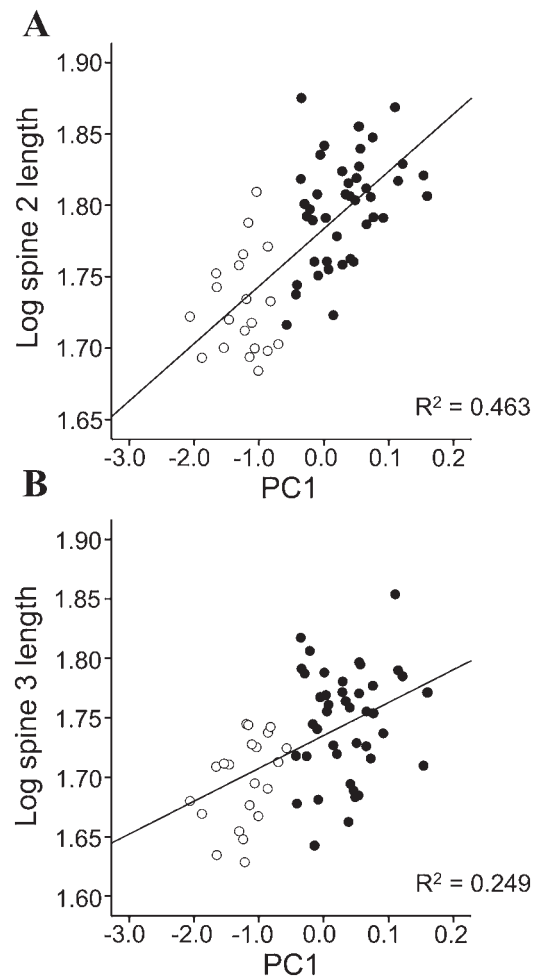 A
1.90
1.85
1.80
1.75
1.70
1.65
Log spine 2 length
R² = 0.463
-3.0 -2.0 -1.0 0.0 0.1 0.2
PC1
B
1.90
1.85
1.80
1.75
1.70
1.65
1.60
Log spine 3 length
R² = 0.249
-3.0 -2.0 -1.0 0.0 0.1 0.2
PC1